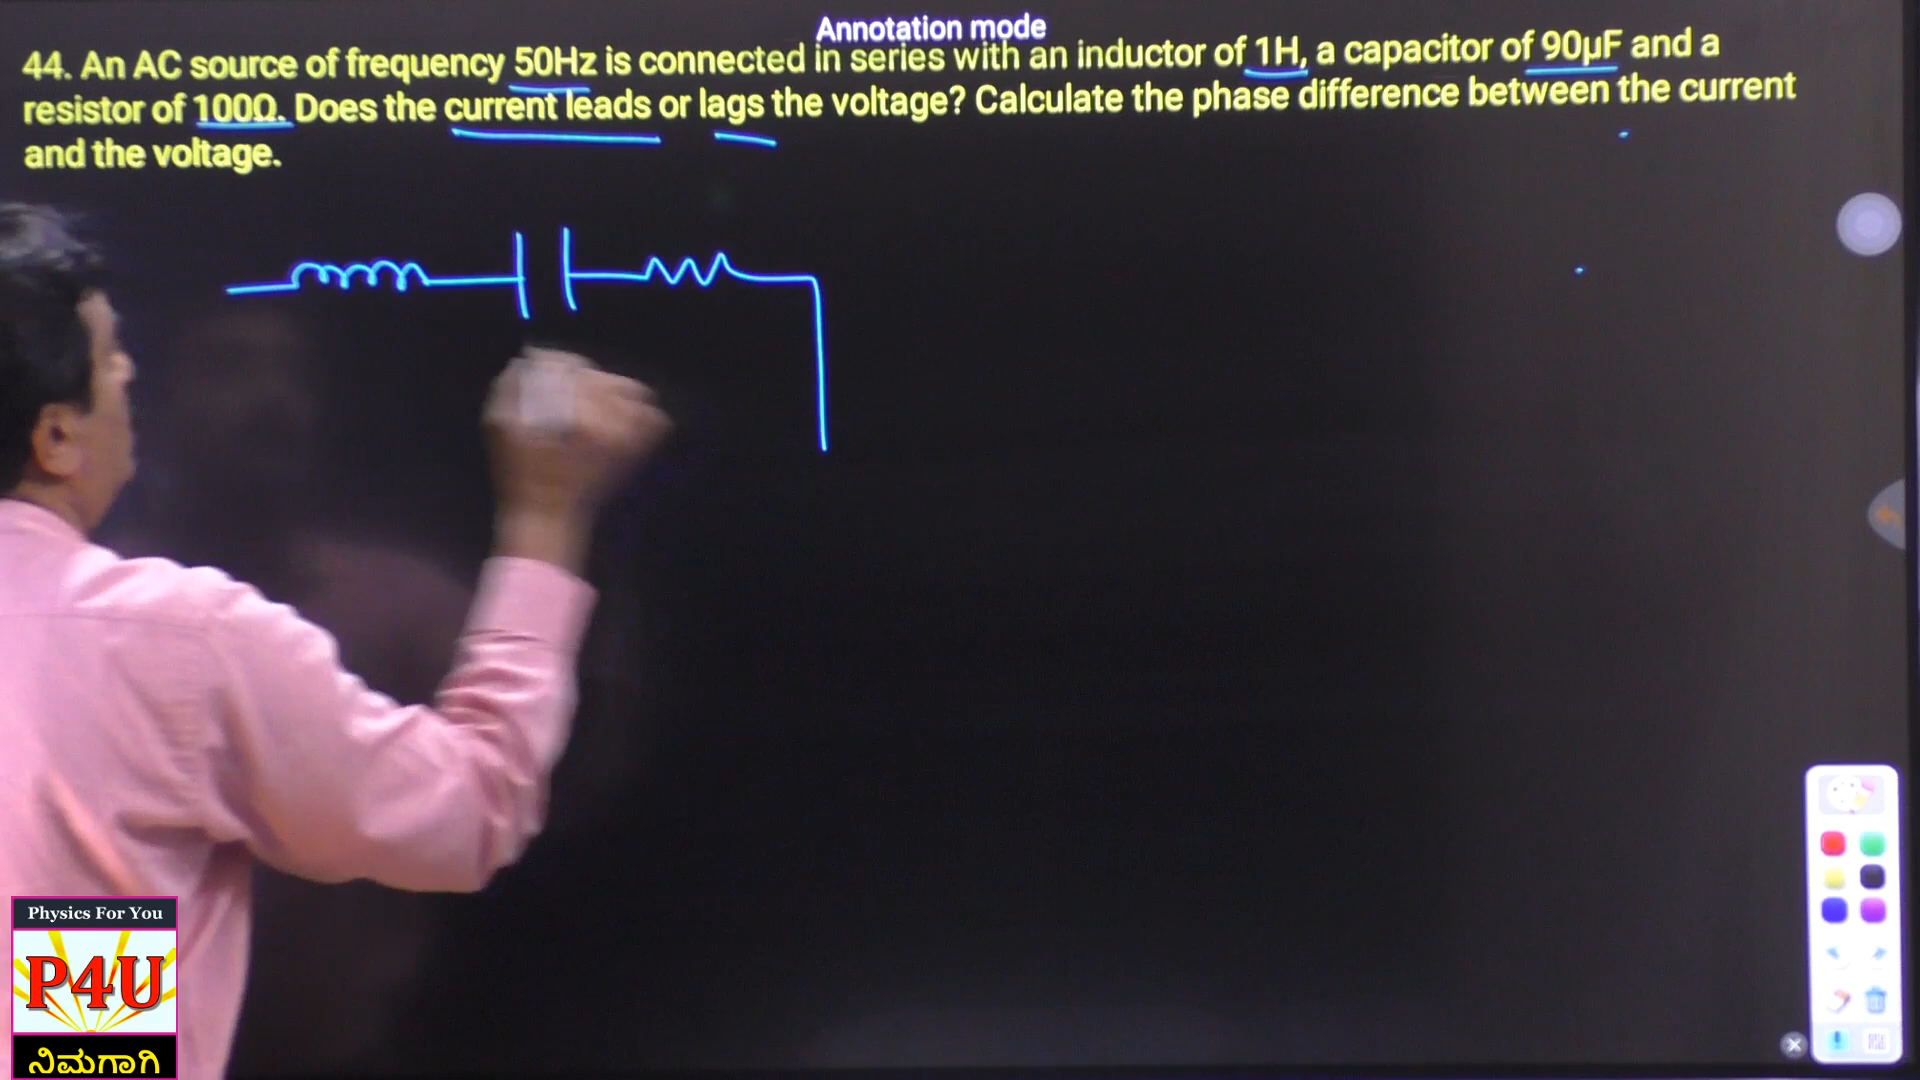 Annotation mode
44. An AC source of frequency 50Hz is connected in series with an inductor of 1H, a capacitor of 90µF and a
resistor of 100Ω. Does the current leads or lags the voltage? Calculate the phase difference between the current
and the voltage.
Physics For You
P4U
ನಿಮಗಾಗಿ